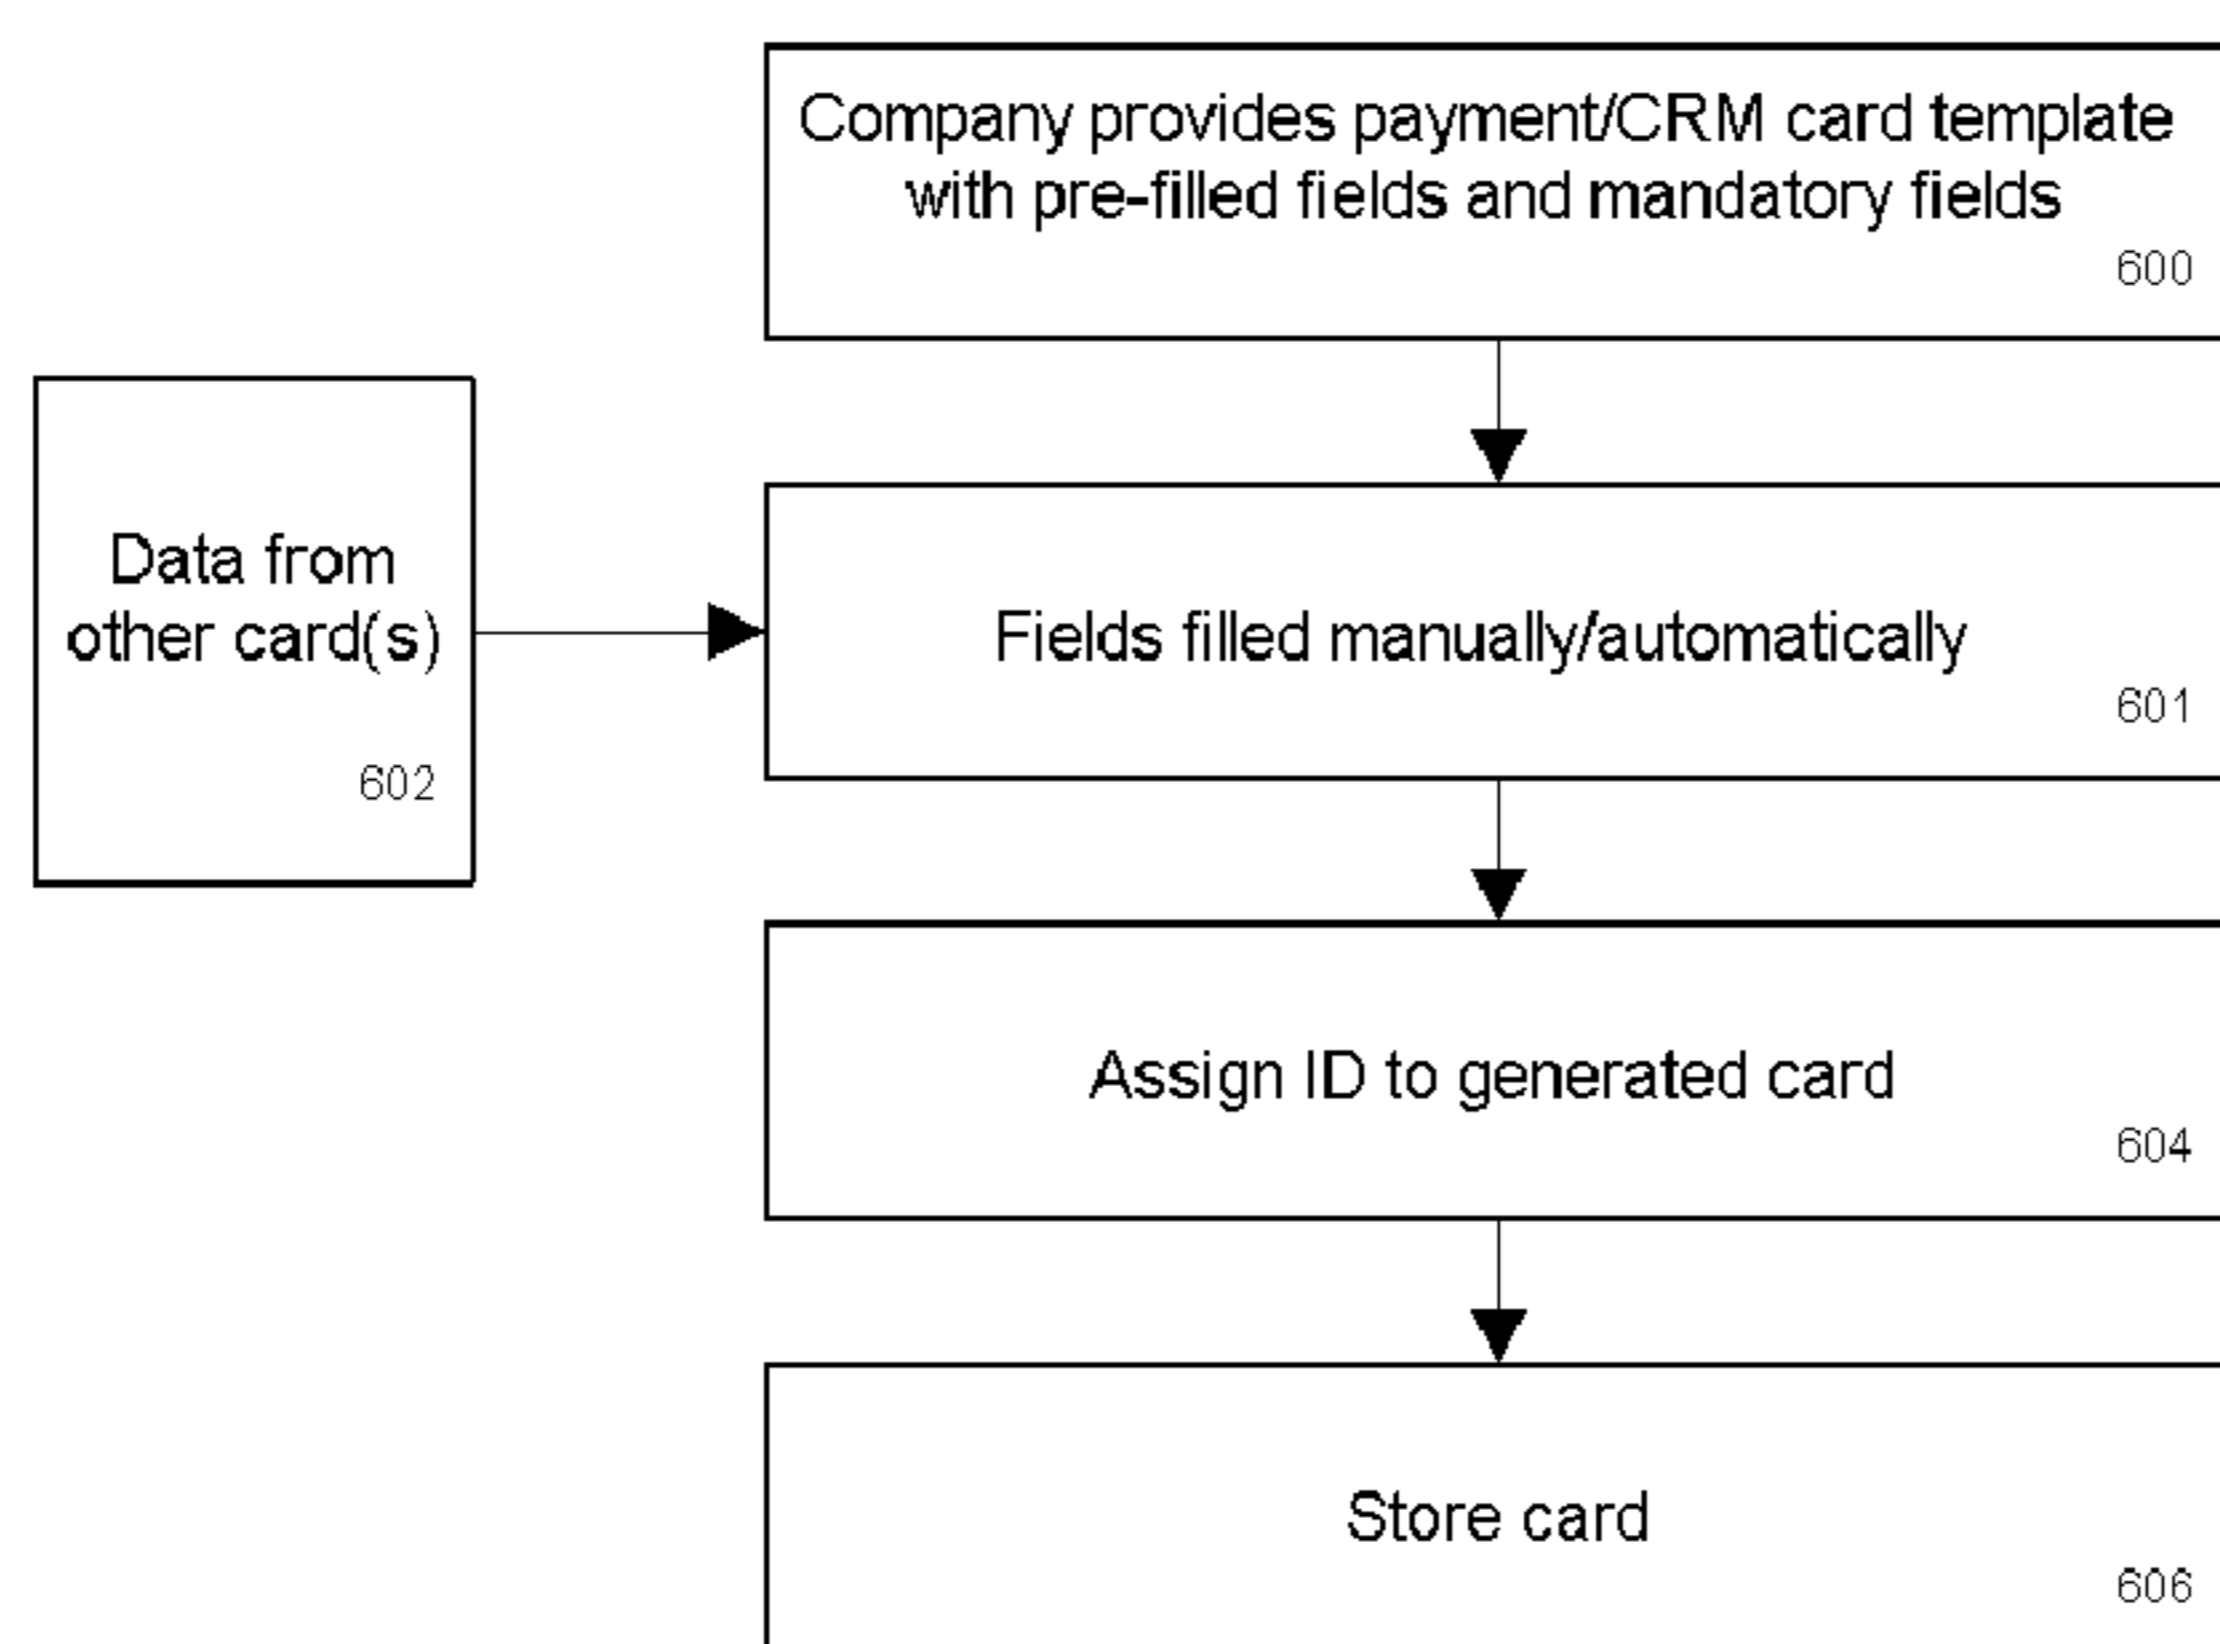 Company provides payment/CRM card template
with pre-filled fields and mandatory fields
600
Data from
other card(s)
602
Fields filled manually/automatically
601
Assign ID to generated card
604
Store card
606